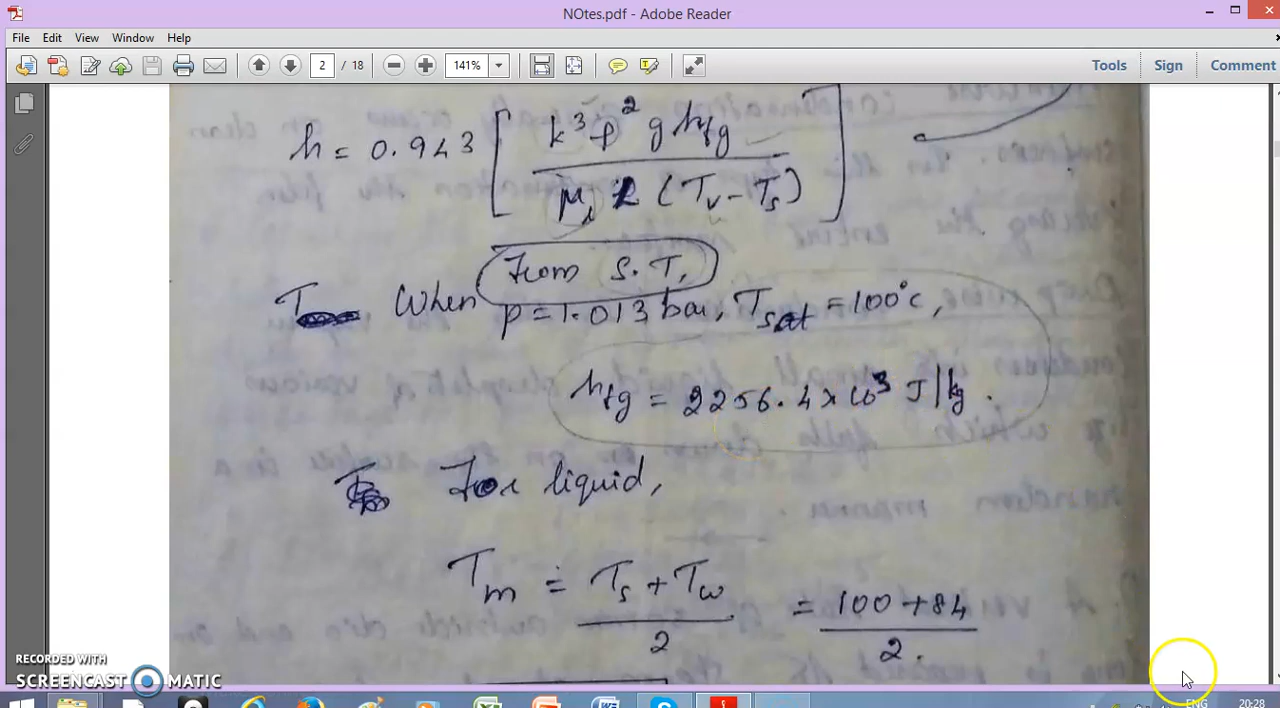 NOtes.pdf - Adobe Reader
File Edit View Window Help
2 / 18 141% Tools Sign Comment
h = 0.943 [ k³ ρ² g hfg / μ L (Tv - Ts) ]
When From S.T,
p = 1.013 bar, Tsat = 100°c,
hfg = 2256.4 x 10³ J/kg.
For liquid,
Tm = Ts + Tw / 2 = 100 + 84 / 2.
RECORDED WITH
SCREENCAST MATIC
ENG 20:28